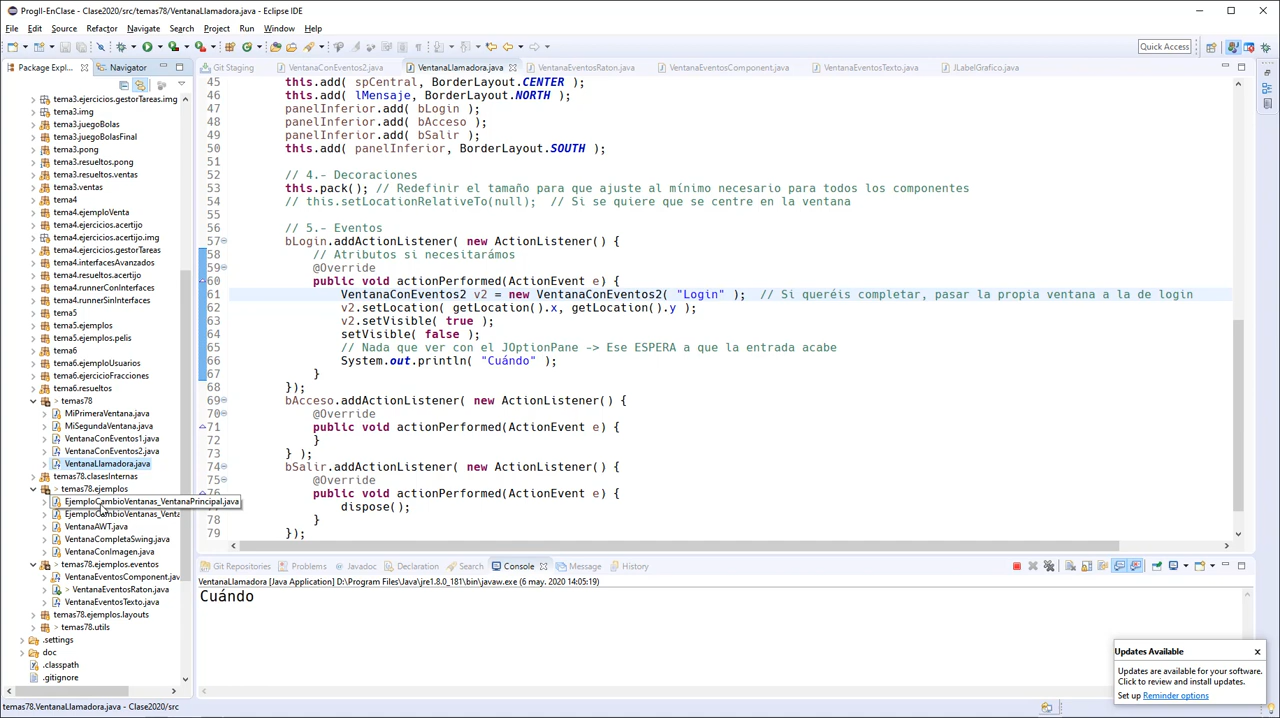 ProgII-EnClase - Clase2020/src/temas78/VentanaLlamadora.java - Eclipse IDE
File Edit Source Refactor Navigate Search Project Run Window Help
Quick Access
Package Expl... Navigator
Git Staging VentanaConEventos2.java VentanaLlamadora.java VentanaEventosRaton.java VentanaEventosComponent.java VentanaEventosTexto.java JLabelGrafico.java
tema3.ejercicios.gestorTareas.img
tema3.img
tema3.juegoBolas
tema3.juegoBolasFinal
tema3.pong
tema3.resueltos.pong
tema3.resueltos.ventas
tema3.ventas
tema4
tema4.ejemploVenta
tema4.ejercicios.acertijo
tema4.ejercicios.acertijo.img
tema4.ejercicios.gestorTareas
tema4.interfacesAvanzados
tema4.resueltos.acertijo
tema4.runnerConInterfaces
tema4.runnerSinInterfaces
tema5
tema5.ejemplos
tema5.ejemplos.pelis
tema6
tema6.ejemploUsuarios
tema6.ejercicioFracciones
tema6.resueltos
> temas78
MiPrimeraVentana.java
MiSegundaVentana.java
VentanaConEventos1.java
VentanaConEventos2.java
VentanaLlamadora.java
temas78.clasesInternas
> temas78.ejemplos
EjemploCambioVentanas_VentanaPrincipal.java
EjemploCambioVentanas_Venta
VentanaAWT.java
VentanaCompletaSwing.java
VentanaConImagen.java
> temas78.ejemplos.eventos
VentanaEventosComponent.jav
> VentanaEventosRaton.java
VentanaEventosTexto.java
temas78.ejemplos.layouts
> temas78.utils
.settings
doc
.classpath
.gitignore
45 this.add( spCentral, BorderLayout.CENTER );
46 this.add( lMensaje, BorderLayout.NORTH );
47 panelInferior.add( bLogin );
48 panelInferior.add( bAcceso );
49 panelInferior.add( bSalir );
50 this.add( panelInferior, BorderLayout.SOUTH );
51
52 // 4.- Decoraciones
53 this.pack(); // Redefinir el tamaño para que ajuste al mínimo necesario para todos los componentes
54 // this.setLocationRelativeTo(null); // Si se quiere que se centre en la ventana
55
56 // 5.- Eventos
57 bLogin.addActionListener( new ActionListener() {
58 // Atributos si necesitarámos
59 @Override
60 public void actionPerformed(ActionEvent e) {
61 VentanaConEventos2 v2 = new VentanaConEventos2( "Login" ); // Si queréis completar, pasar la propia ventana a la de login
62 v2.setLocation( getLocation().x, getLocation().y );
63 v2.setVisible( true );
64 setVisible( false );
65 // Nada que ver con el JOptionPane -> Ese ESPERA a que la entrada acabe
66 System.out.println( "Cuándo" );
67 }
68 });
69 bAcceso.addActionListener( new ActionListener() {
70 @Override
71 public void actionPerformed(ActionEvent e) {
72 }
73 } );
74 bSalir.addActionListener( new ActionListener() {
75 @Override
76 public void actionPerformed(ActionEvent e) {
77 dispose();
78 }
79 });
Git Repositories Problems Javadoc Declaration Search Console Message History
VentanaLlamadora [Java Application] D:\Program Files\Java\jre1.8.0_181\bin\javaw.exe (6 may. 2020 14:05:19)
Cuándo
Updates Available
Updates are available for your software.
Click to review and install updates.
Set up Reminder options
temas78.VentanaLlamadora.java - Clase2020/src